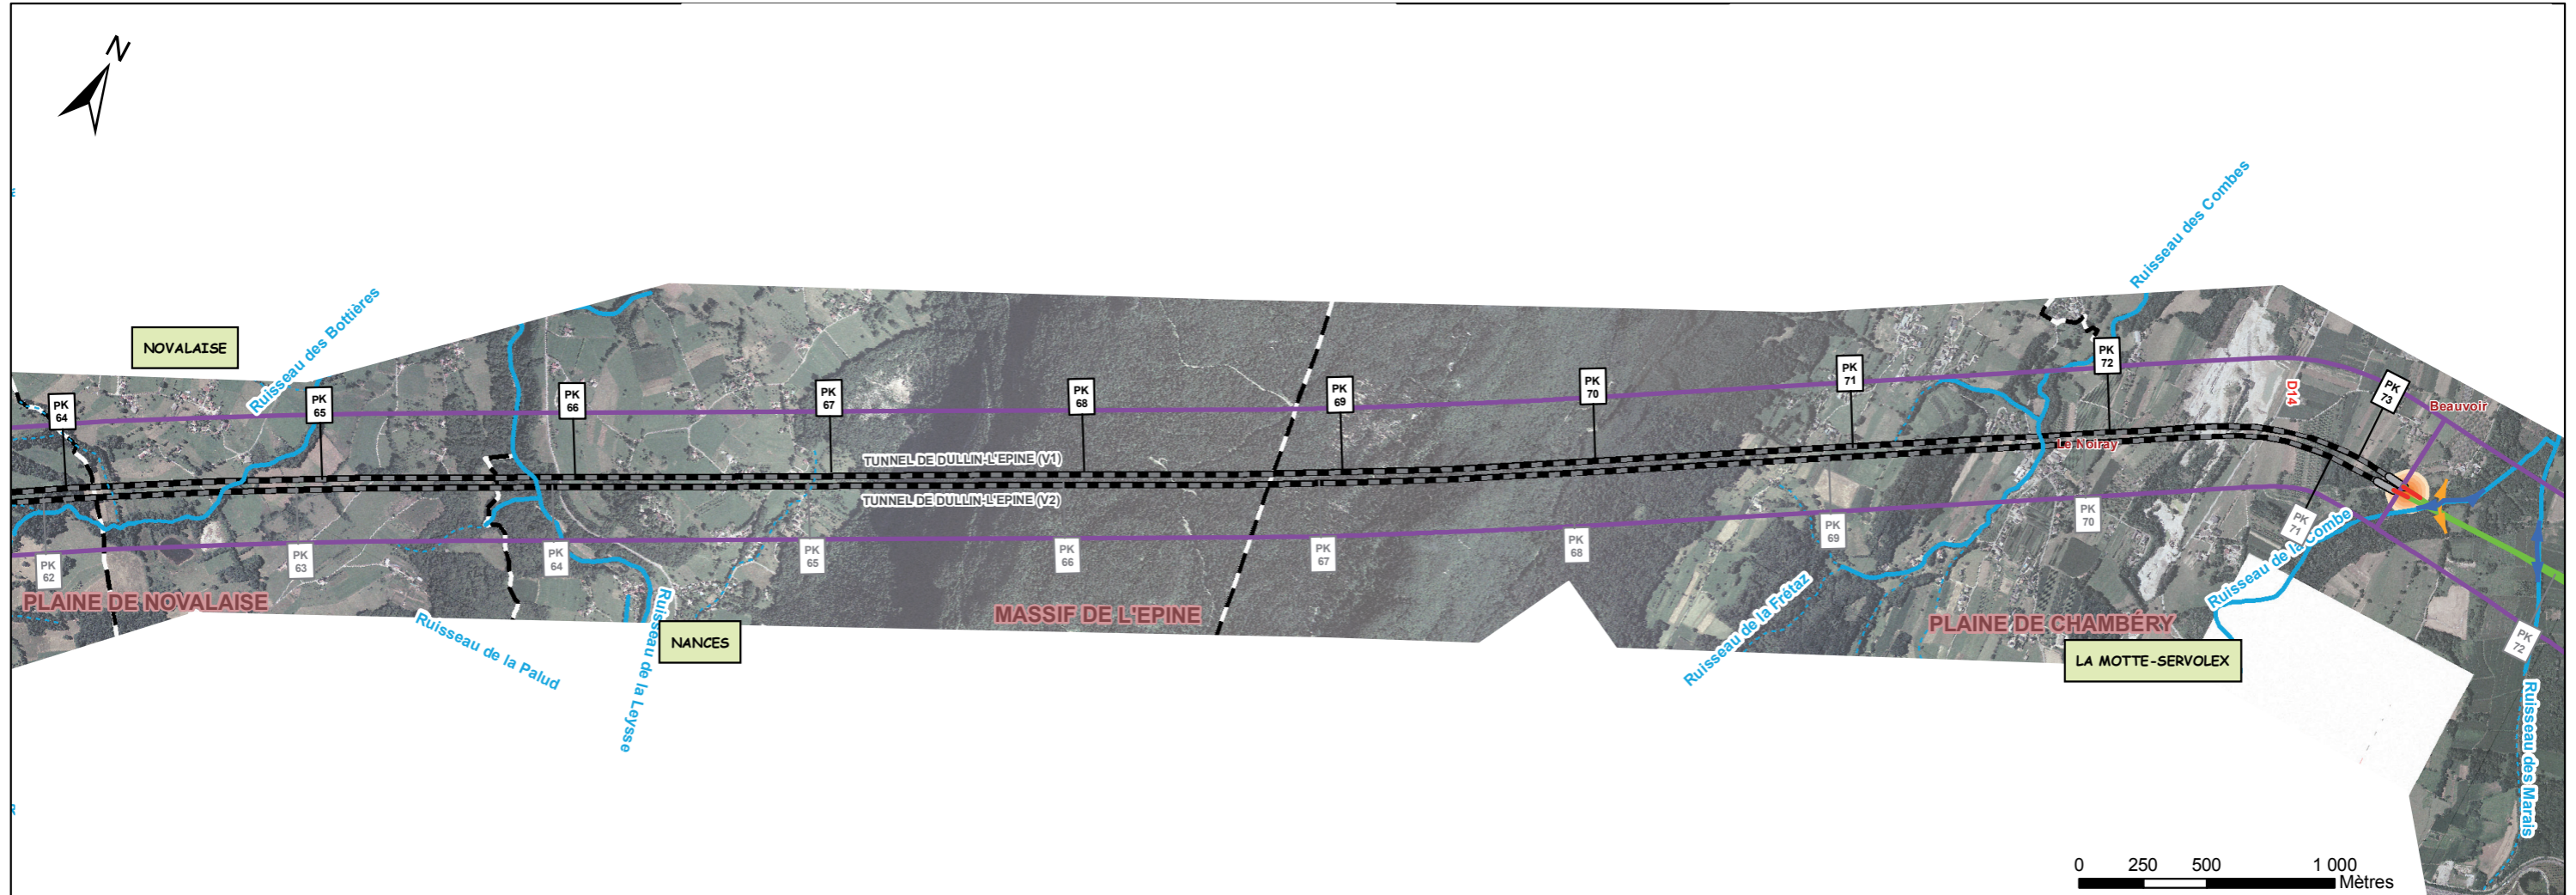 N
Ruisseau des Combes
NOVALAISE
Ruisseau des Bottières
PK
64
PK
65
PK
66
PK
67
PK
68
PK
69
PK
70
PK
71
PK
72
PK
73
D14
Beauvoir
Le Noiray
TUNNEL DE DULLIN-L'EPINE (V1)
TUNNEL DE DULLIN-L'EPINE (V2)
PK
62
PK
63
PK
64
PK
65
PK
66
PK
67
PK
68
PK
69
PK
70
PK
71
PK
72
PLAINE DE NOVALAISE
MASSIF DE L'EPINE
PLAINE DE CHAMBÉRY
Ruisseau de la Palud
Ruisseau de la Leysse
NANCES
Ruisseau de la Frétaz
Ruisseau de la Combe
LA MOTTE-SERVOLEX
Ruisseau des Marais
0 250 500 1 000
Mètres